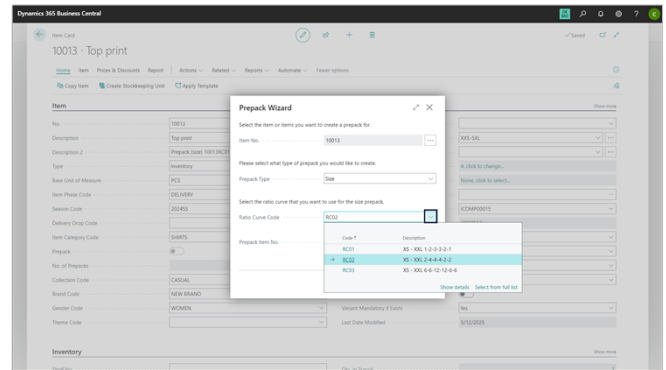 Dynamics 365 Business Central
Item Card
Saved
10013 · Top print
Home Item Prices & Discounts Report Actions Related Reports Automate Fewer options
Copy Item Create Stockkeeping Unit Apply Template
Item
Show more
No. 10013
Description Top print XXS-5XL
Description 2
Type Inventory
Base Unit of Measure PCS None, click to select...
Item Phase Code DELIVERY
Season Code 202455 ICOMP00015
Delivery Drop Code
Item Category Code SHIRTS
Prepack
No. of Prepacks
Collection Code CASUAL
Brand Code NEW BRAND
Gender Code WOMEN Variant Mandatory if Exists Yes
Theme Code Last Date Modified 5/12/2025
Inventory
Show more
Prepack Wizard
Select the item or items you want to create a prepack for.
Item No. 10013
Please select what type of prepack you would like to create.
Prepack Type Size
Select the ratio curve that you want to use for the size prepack.
Ratio Curve Code RC02
Prepack Item No.
Code Description
RC01 XS - XXL 1-2-3-3-2-1
RC02 XS - XXL 2-4-4-4-2-2
RC03 XS - XXL 6-6-12-12-6-6
Show details Select from full list